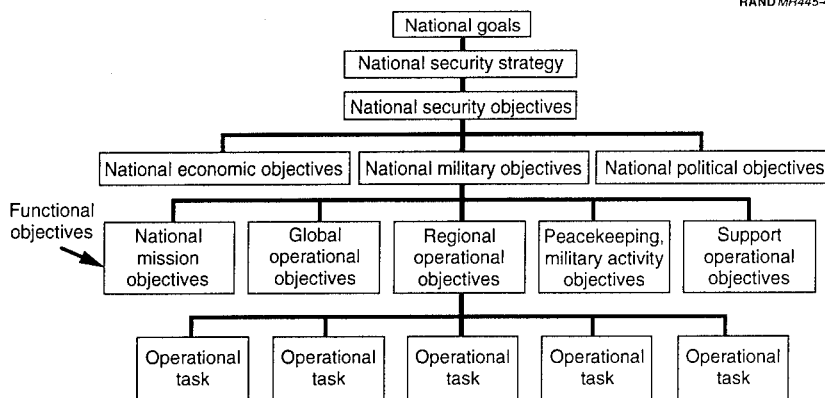 RAND MR445-
National goals
National security strategy
National security objectives
National economic objectives
National military objectives
National political objectives
Functional
objectives
National
mission
objectives
Global
operational
objectives
Regional
operational
objectives
Peacekeeping,
military activity
objectives
Support
operational
objectives
Operational
task
Operational
task
Operational
task
Operational
task
Operational
task